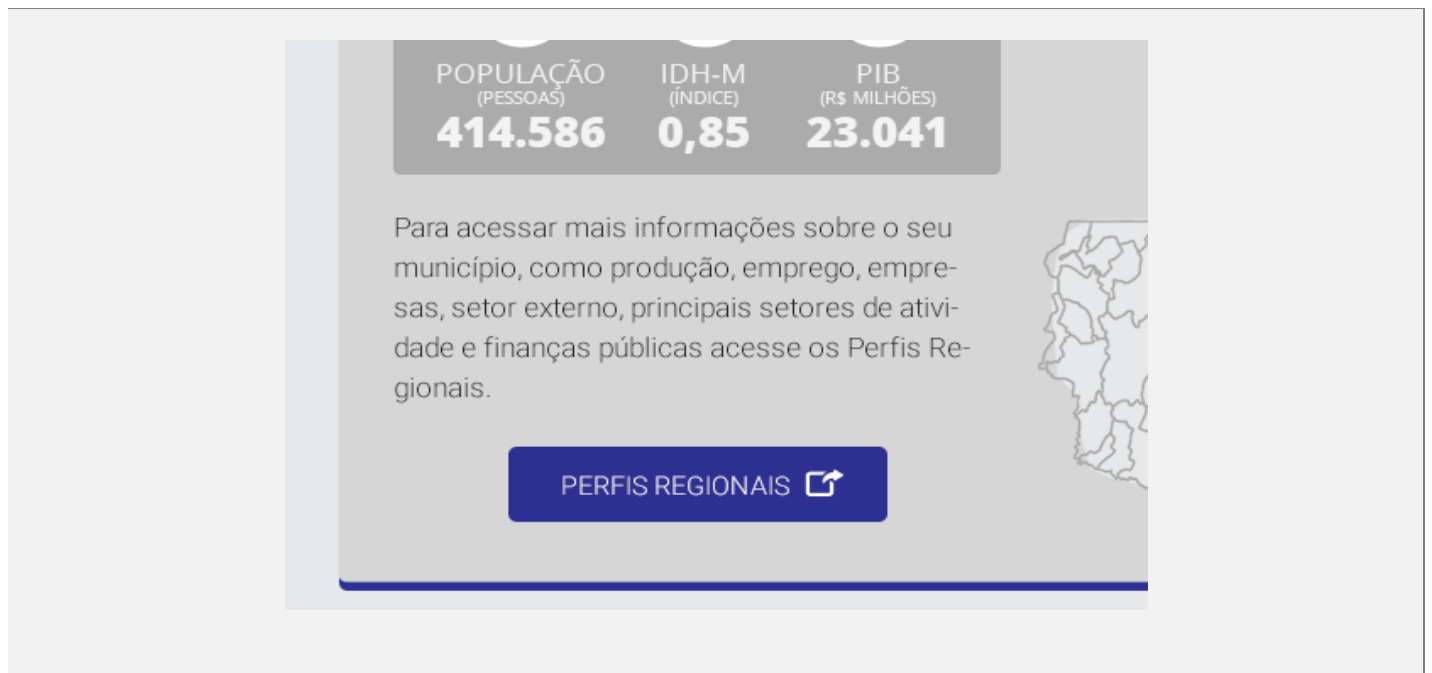 POPULAÇÃO IDH-M PIB
(PESSOAS) (ÍNDICE) (R$ MILHÕES)
414.586 0,85 23.041
Para acessar mais informações sobre o seu
município, como produção, emprego, empre-
sas, setor externo, principais setores de ativi-
dade e finanças públicas acesse os Perfis Re-
gionais.
PERFIS REGIONAIS